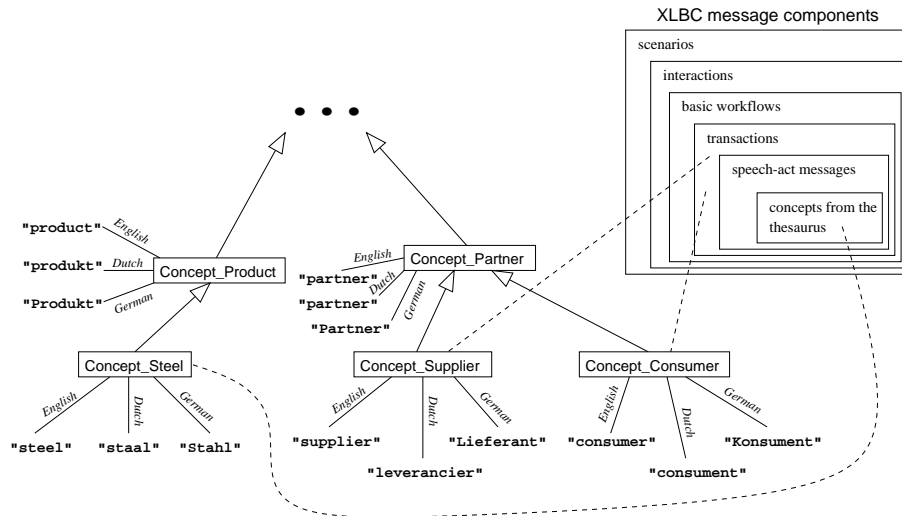 XLBC message components
scenarios
interactions
basic workflows
transactions
speech-act messages
concepts from the
thesaurus
• • •
"product"
English
"produkt"
Dutch
Concept_Product
"Produkt"
German
English
Concept_Partner
"partner"
Dutch
"partner"
German
"Partner"
Concept_Steel
English
Dutch
German
"steel"
"staal"
"Stahl"
Concept_Supplier
English
Dutch
German
"supplier"
"Lieferant"
"leverancier"
Concept_Consumer
English
Dutch
German
"consumer"
"Konsument"
"consument"